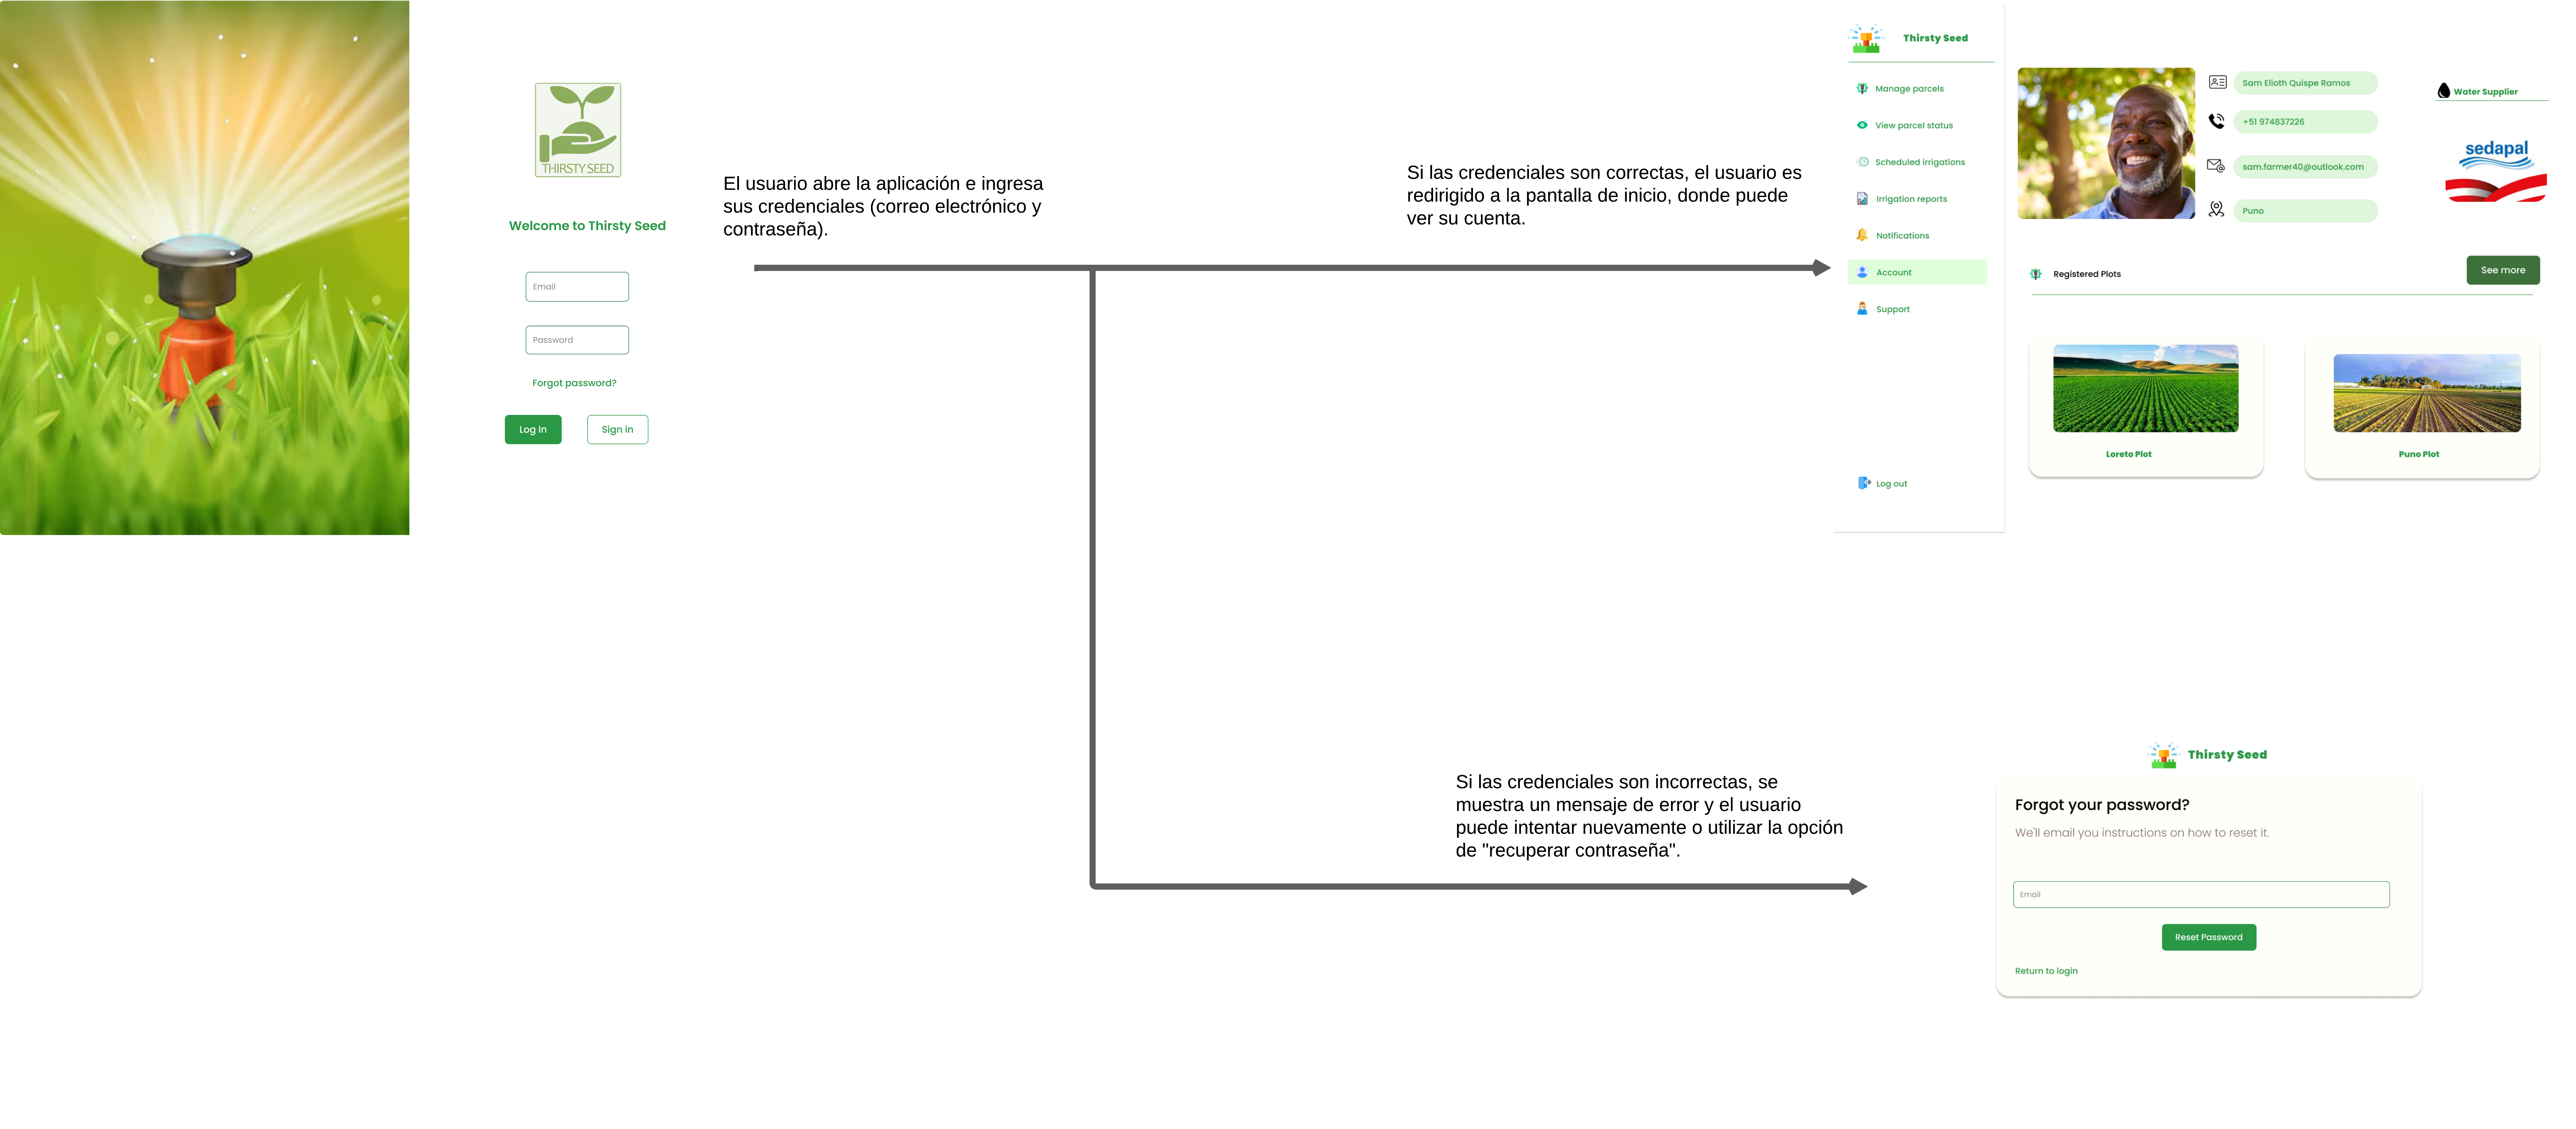 THIRSTY SEED
Welcome to Thirsty Seed
Email
Password
Forgot password?
Log In
Sign in
El usuario abre la aplicación e ingresa
sus credenciales (correo electrónico y
contraseña).
Si las credenciales son correctas, el usuario es
redirigido a la pantalla de inicio, donde puede
ver su cuenta.
Thirsty Seed
Manage parcels
View parcel status
Scheduled irrigations
Irrigation reports
Notifications
Account
Support
Log out
Sam Elioth Quispe Ramos
+51 974837226
sam.farmer40@outlook.com
Puno
Water Supplier
sedapal
Registered Plots
See more
Loreto Plot
Puno Plot
Si las credenciales son incorrectas, se
muestra un mensaje de error y el usuario
puede intentar nuevamente o utilizar la opción
de "recuperar contraseña".
Thirsty Seed
Forgot your password?
We'll email you instructions on how to reset it.
Email
Reset Password
Return to login